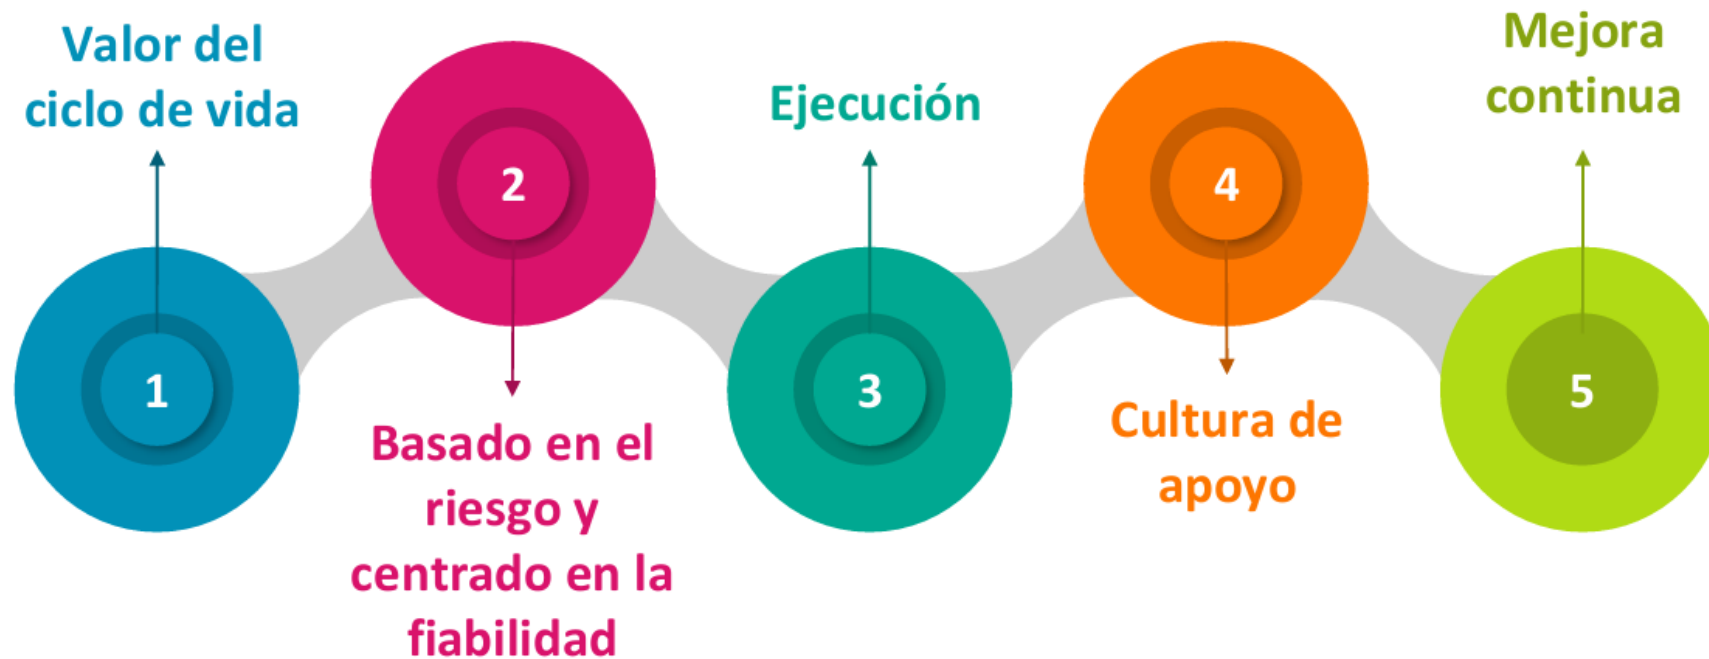 Valor del
ciclo de vida
1
2
Basado en el
riesgo y
centrado en la
fiabilidad
Ejecución
3
4
Cultura de
apoyo
Mejora
continua
5